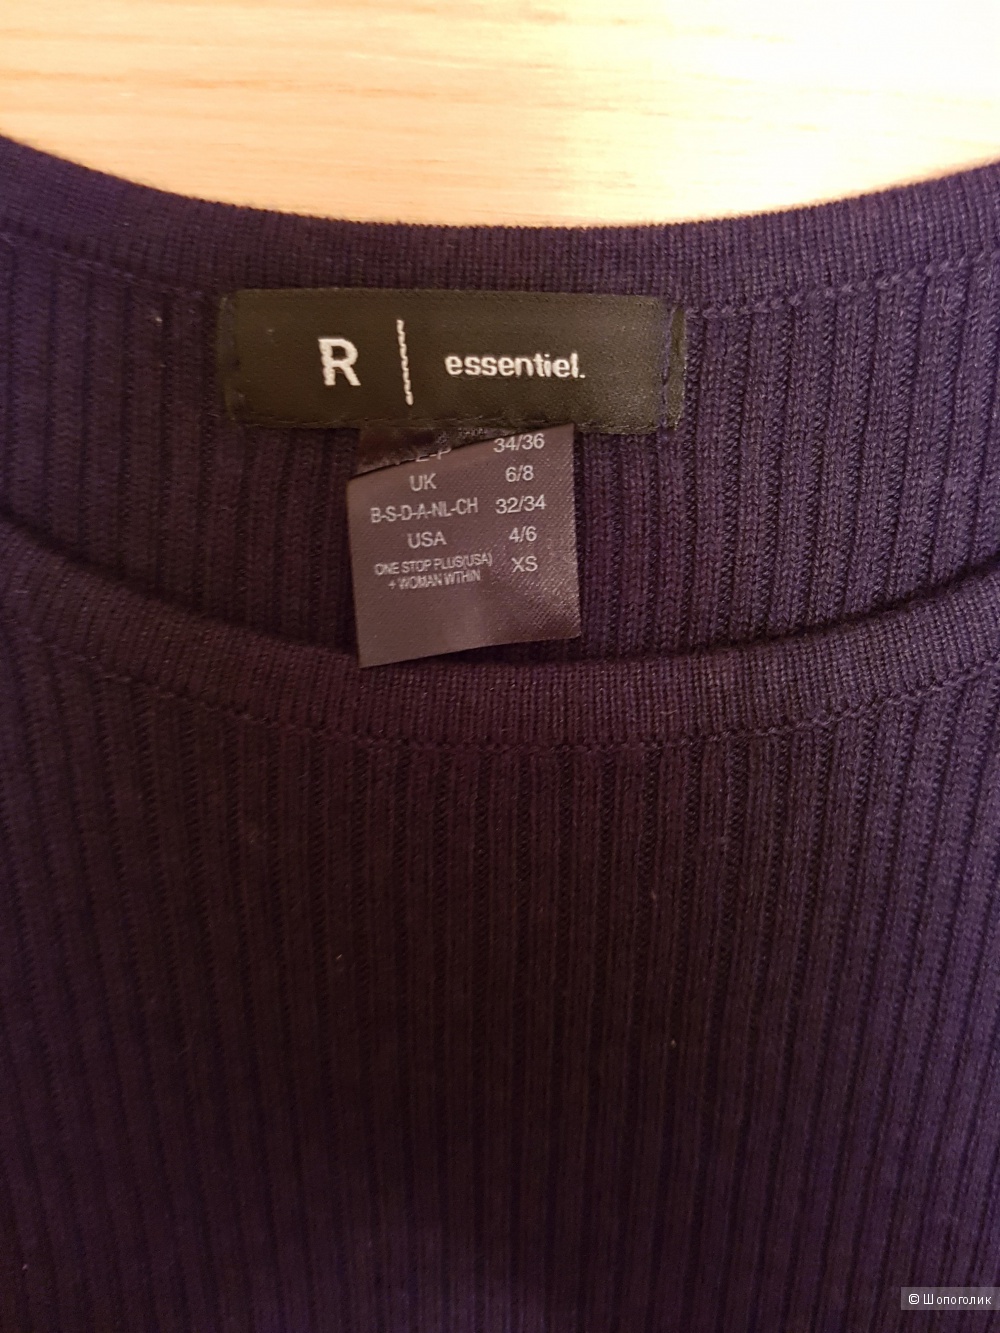 R | essentiel.
34/36
UK 6/8
B-S-D-A-NL-CH 32/34
USA 4/6
ONE STOP PLUS(USA) XS
+ WOMAN WTHIN
© Шопоголик